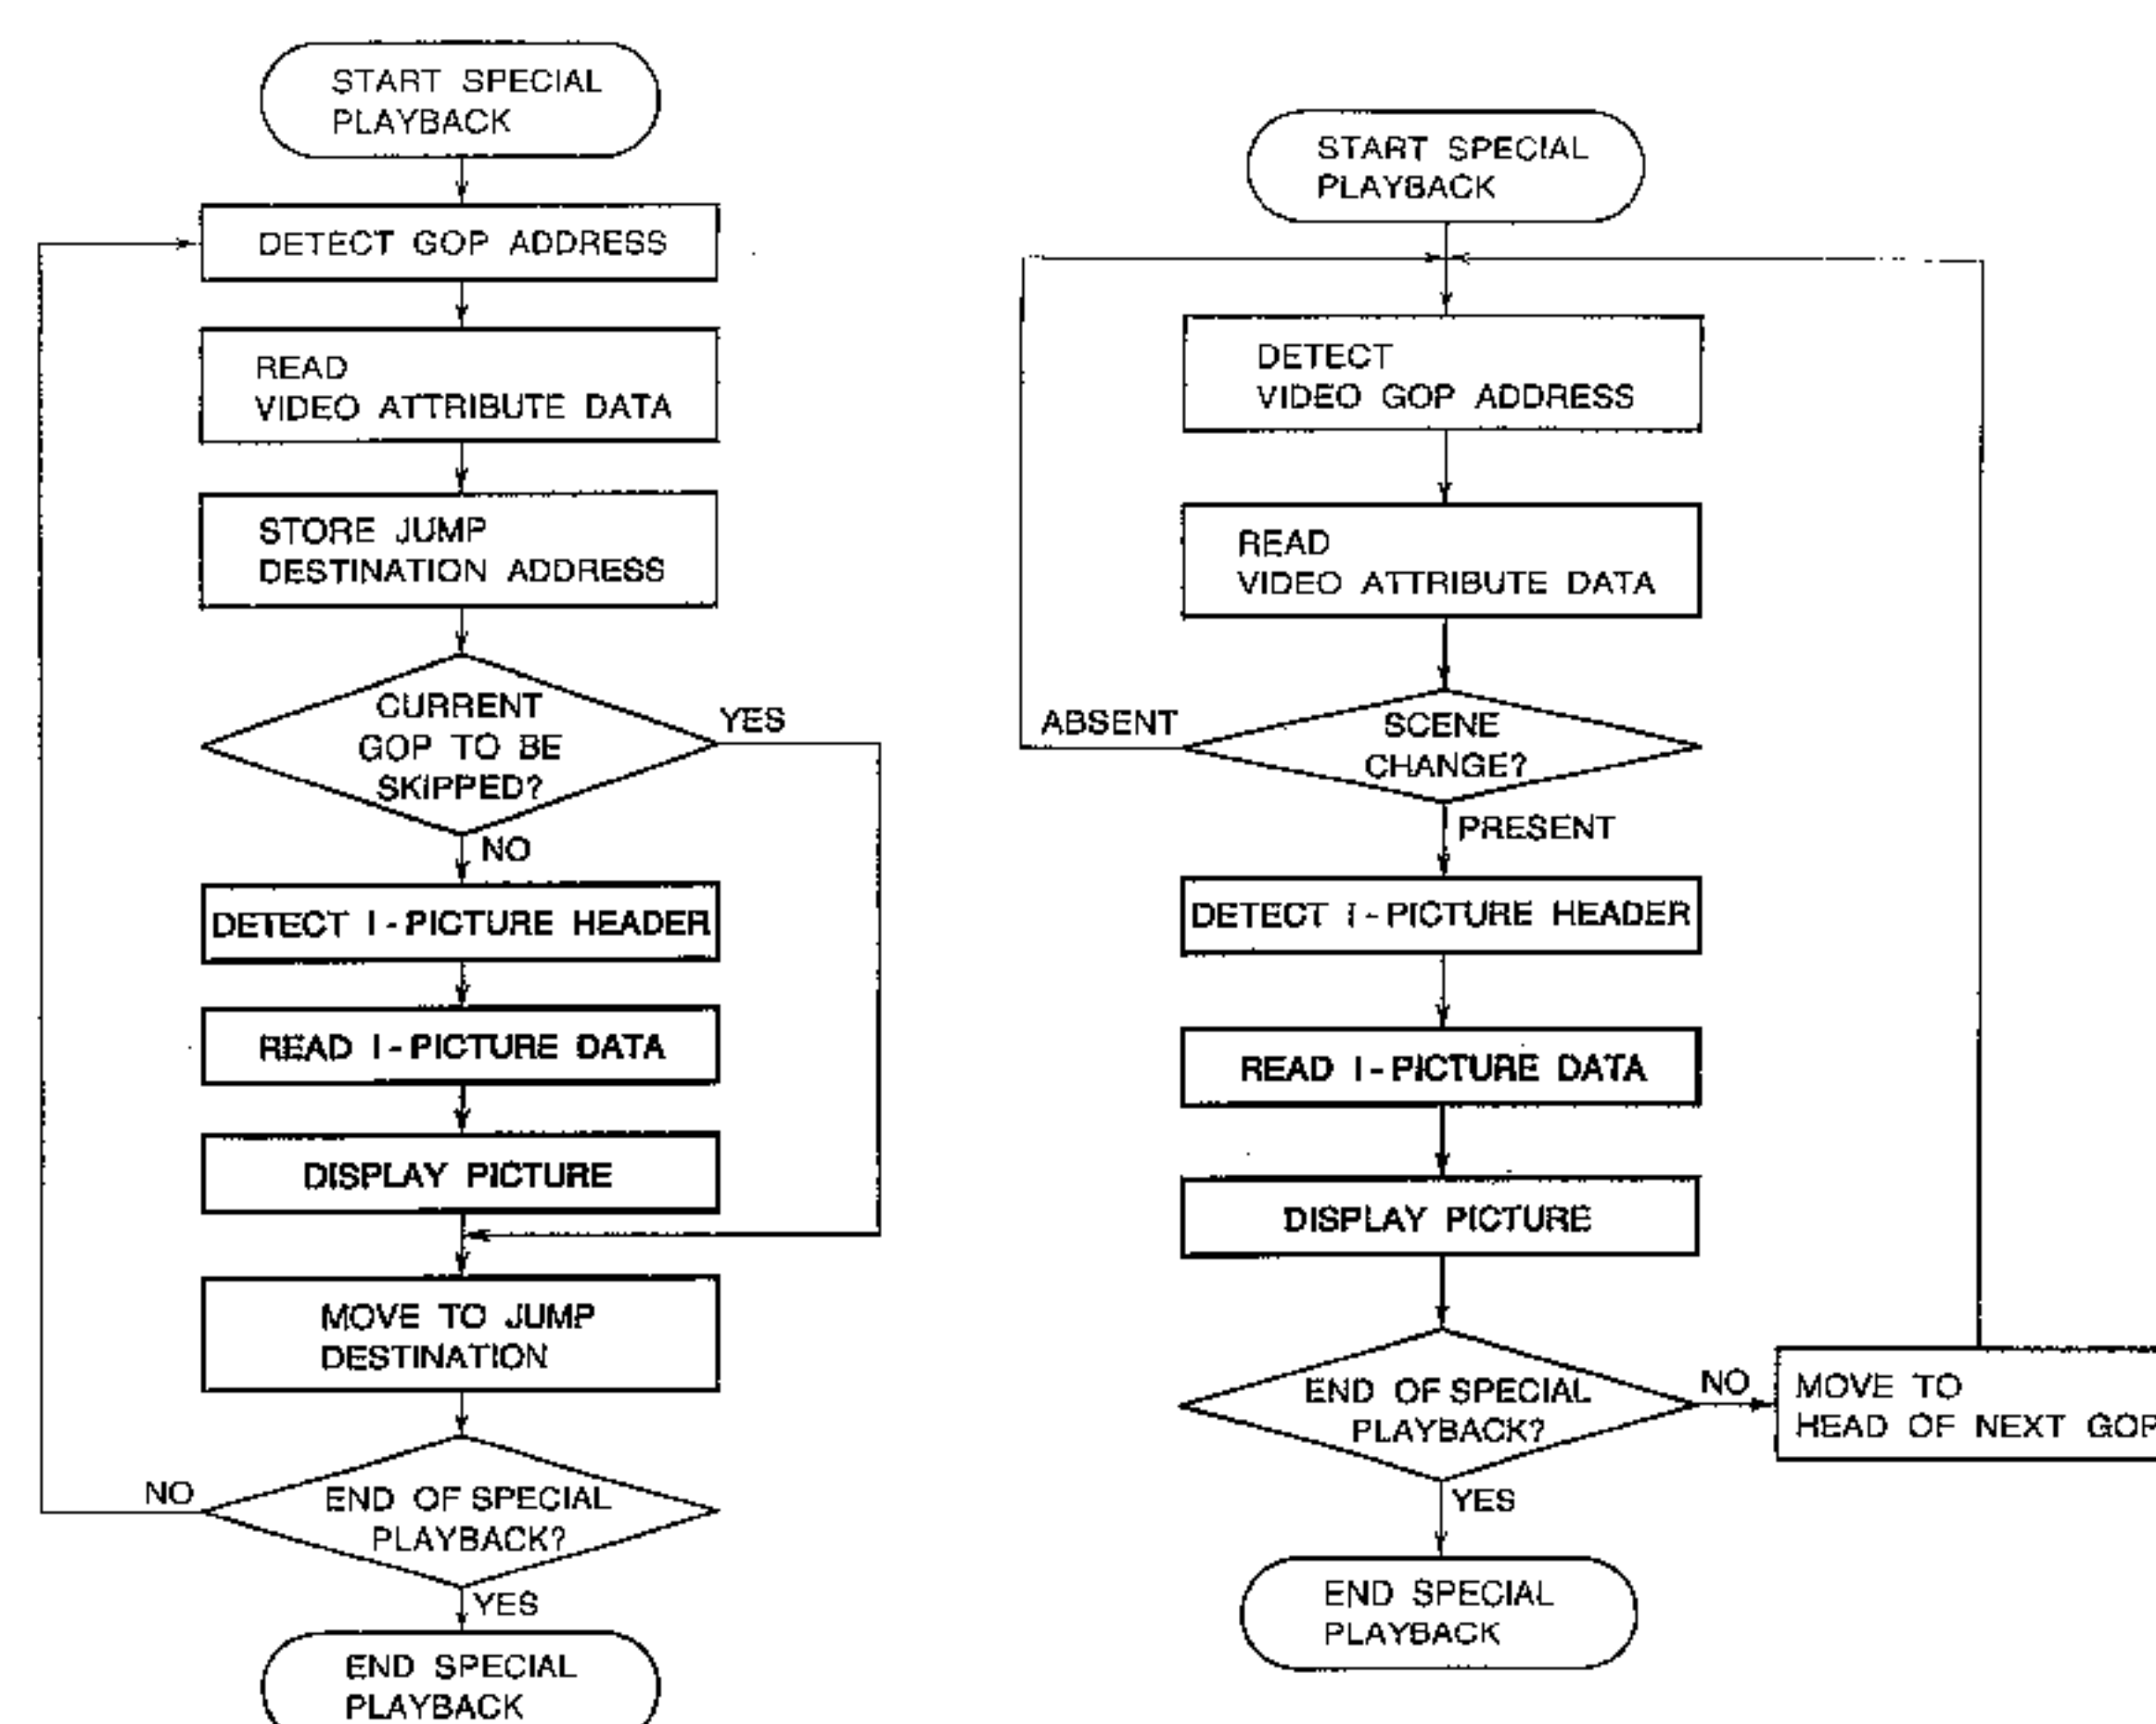 START SPECIAL
PLAYBACK
DETECT GOP ADDRESS
READ
VIDEO ATTRIBUTE DATA
STORE JUMP
DESTINATION ADDRESS
CURRENT
GOP TO BE
SKIPPED?
YES
NO
DETECT I-PICTURE HEADER
READ I-PICTURE DATA
DISPLAY PICTURE
MOVE TO JUMP
DESTINATION
END OF SPECIAL
PLAYBACK?
NO
YES
END SPECIAL
PLAYBACK
START SPECIAL
PLAYBACK
DETECT
VIDEO GOP ADDRESS
READ
VIDEO ATTRIBUTE DATA
SCENE
CHANGE?
ABSENT
PRESENT
DETECT I-PICTURE HEADER
READ I-PICTURE DATA
DISPLAY PICTURE
END OF SPECIAL
PLAYBACK?
NO
MOVE TO
HEAD OF NEXT GOP
YES
END SPECIAL
PLAYBACK